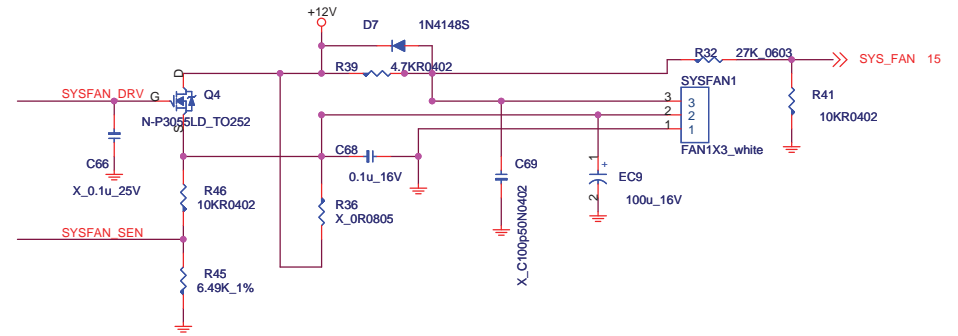 +12V
D7 1N4148S
R39 4.7KR0402
R32 27K_0603
SYS_FAN 15
SYSFAN_DRV
G
D
S
Q4
N-P3055LD_TO252
SYSFAN1
3 3
2 2
1 1
FAN1X3_white
R41
10KR0402
C66
X_0.1u_25V
C68
0.1u_16V
C69
X_C100p50N0402
1
+
2
EC9
100u_16V
R46
10KR0402
R36
X_0R0805
SYSFAN_SEN
R45
6.49K_1%